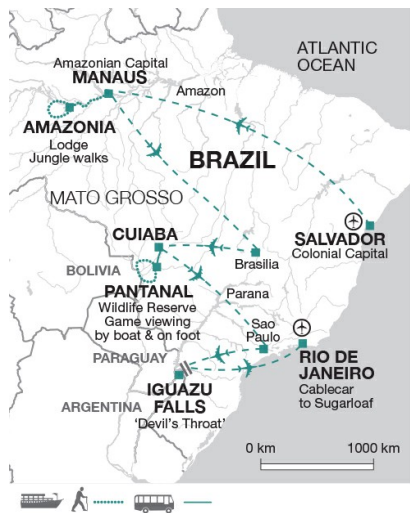 ATLANTIC
OCEAN
Amazonian Capital
MANAUS
Amazon
AMAZONIA
Lodge
Jungle walks
BRAZIL
MATO GROSSO
CUIABA
SALVADOR
Colonial Capital
Brasilia
BOLIVIA
PANTANAL
Wildlife Reserve
Game viewing
by boat & on foot
Parana
Sao
Paulo
PARAGUAY
RIO DE
JANEIRO
Cablecar
to Sugarloaf
IGUAZU
FALLS
'Devil's Throat'
ARGENTINA
0 km
1000 km